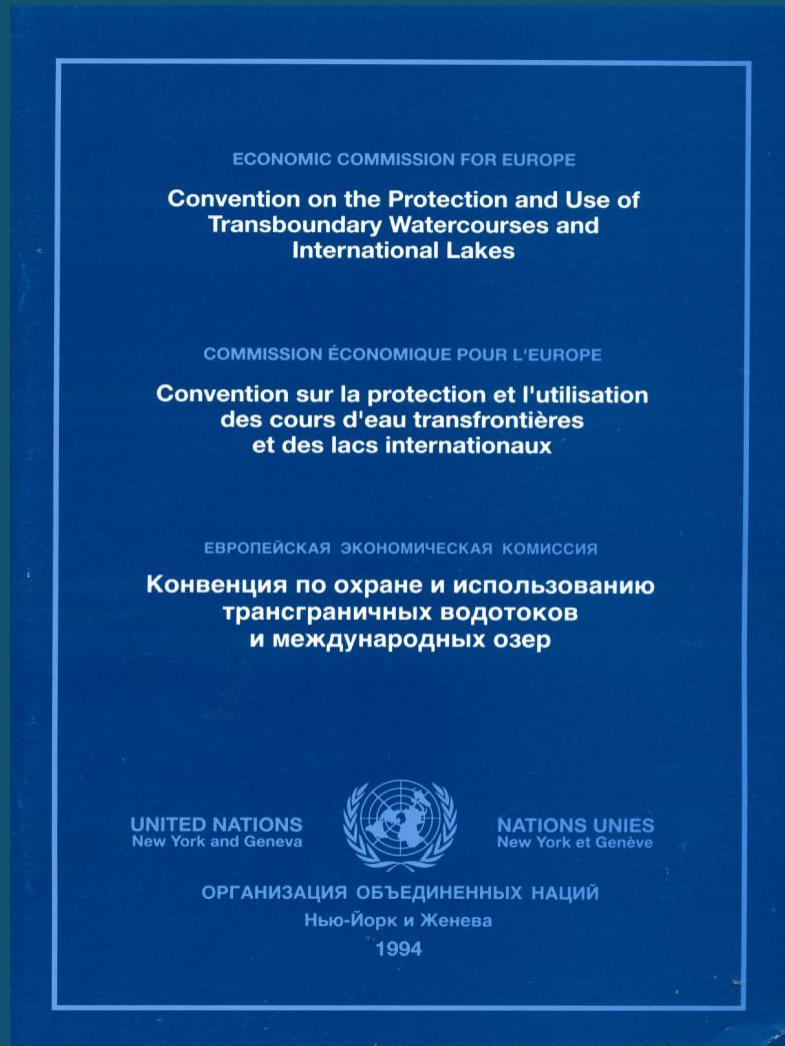 ECONOMIC COMMISSION FOR EUROPE
Convention on the Protection and Use of
Transboundary Watercourses and
International Lakes
COMMISSION ÉCONOMIQUE POUR L'EUROPE
Convention sur la protection et l'utilisation
des cours d'eau transfrontières
et des lacs internationaux
ЕВРОПЕЙСКАЯ ЭКОНОМИЧЕСКАЯ КОМИССИЯ
Конвенция по охране и использованию
трансграничных водотоков
и международных озер
UNITED NATIONS
New York and Geneva
NATIONS UNIES
New York et Genève
ОРГАНИЗАЦИЯ ОБЪЕДИНЕННЫХ НАЦИЙ
Нью-Йорк и Женева
1994